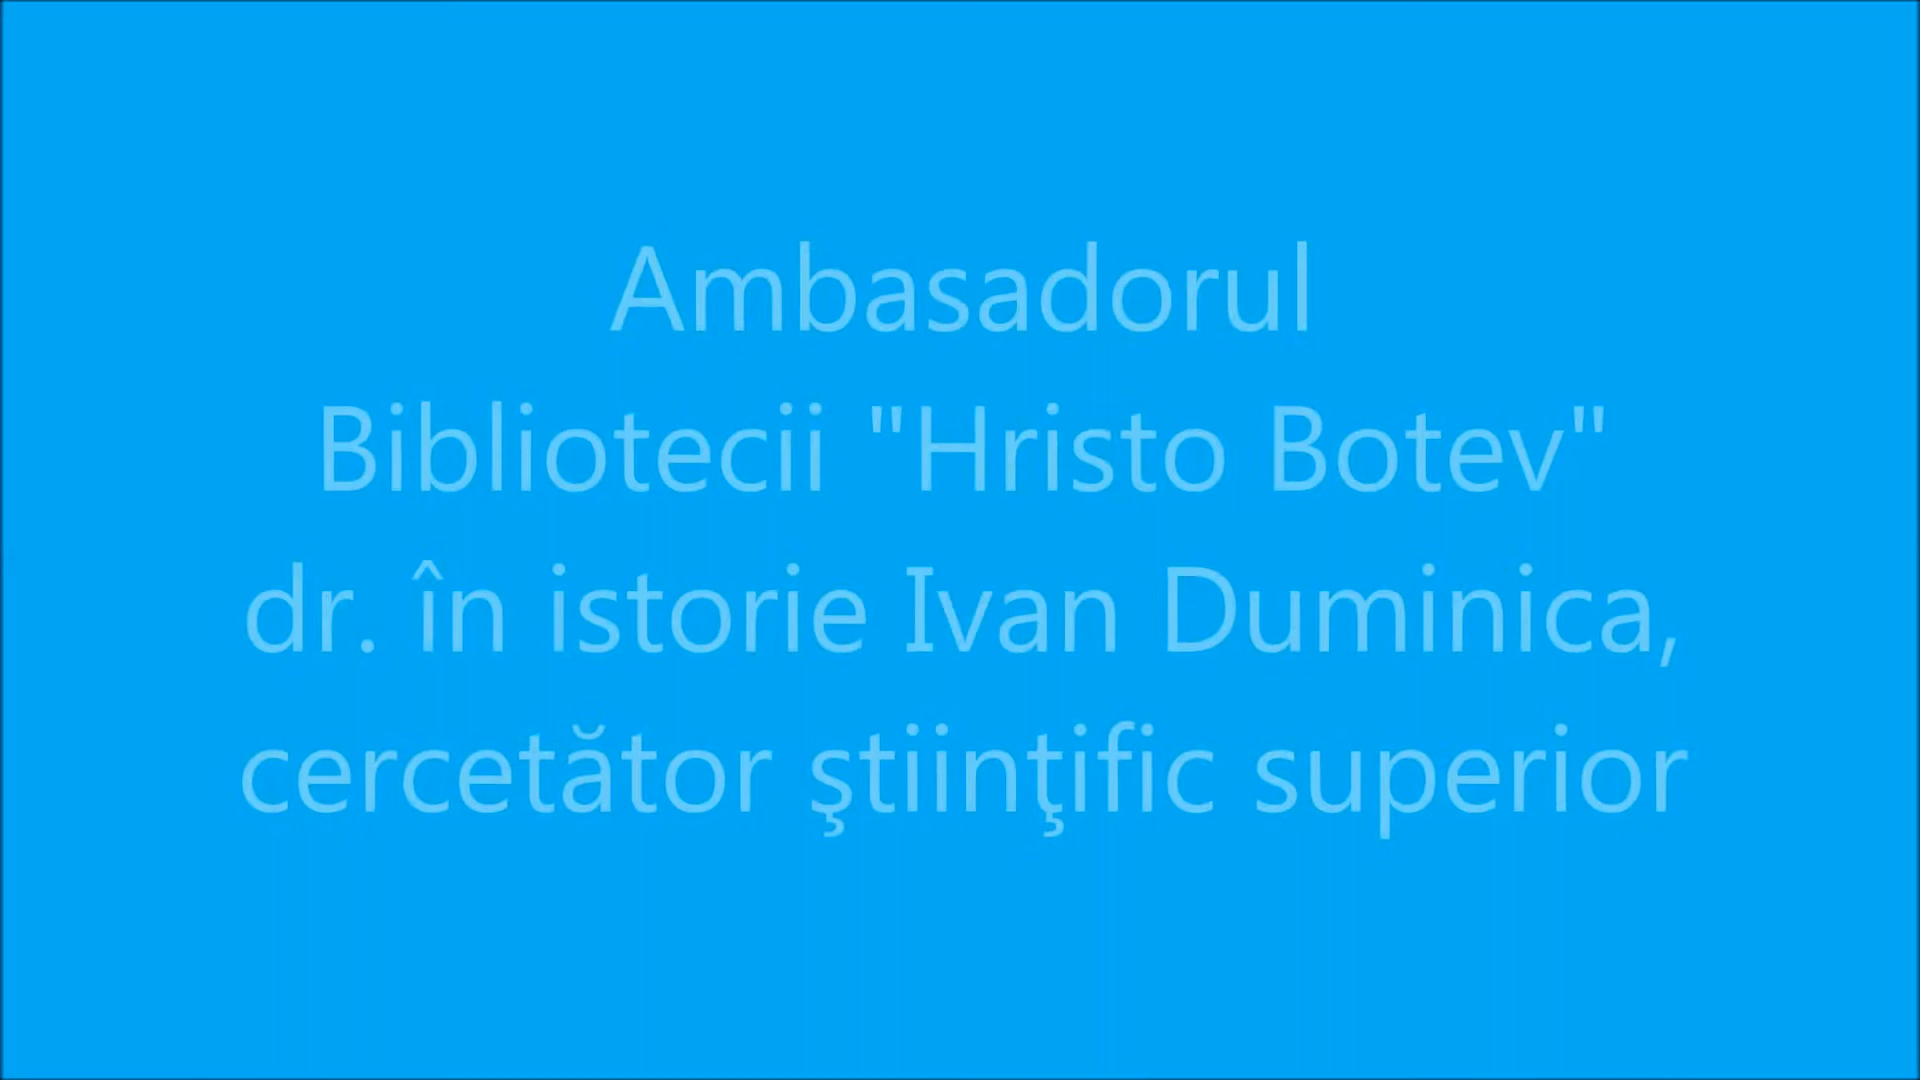 Ambasadorul
Bibliotecii "Hristo Botev"
dr. în istorie Ivan Duminica,
cercetător ştiinţific superior